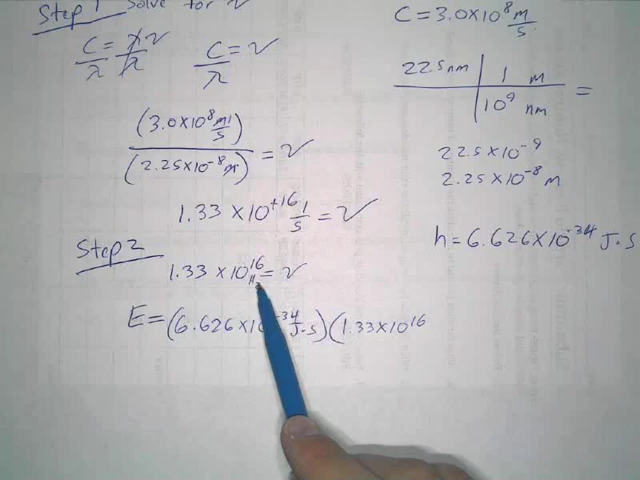 Step 1 Solve for ν
C/λ = λν/λ C/λ = ν
(3.0×10⁸ m/s)/(2.25×10⁻⁸ m) = ν
1.33 ×10⁺¹⁶ 1/s = ν
Step 2
1.33 ×10¹⁶ = ν
E = (6.626×10⁻³⁴ J·s)(1.33×10¹⁶
C = 3.0×10⁸ m/s
22.5nm | 1 m
10⁹ nm =
22.5×10⁻⁹
2.25×10⁻⁸ m
h = 6.626×10⁻³⁴ J·s